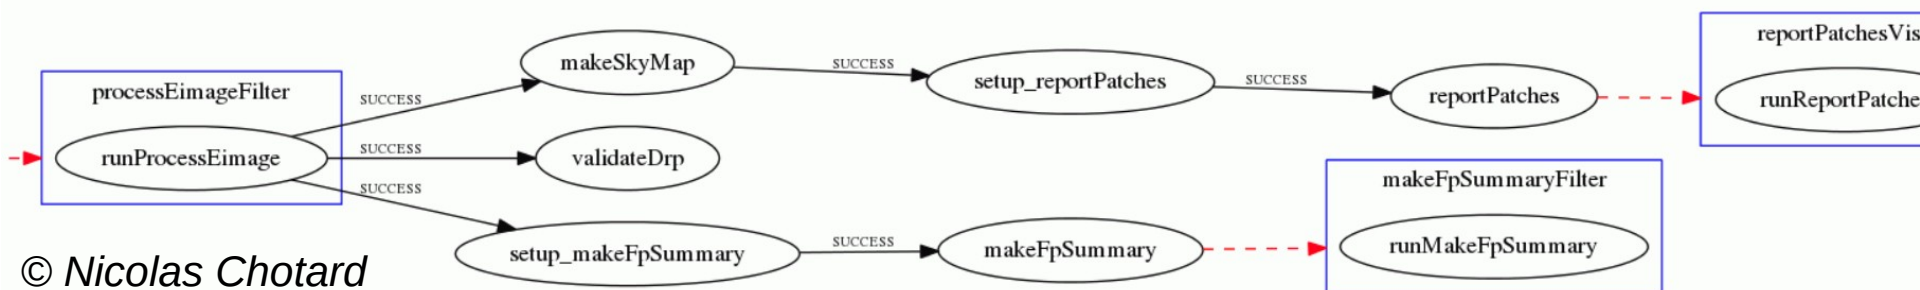 processEimageFilter
runProcessEimage
SUCCESS
SUCCESS
SUCCESS
makeSkyMap
validateDrp
setup_makeFpSummary
SUCCESS
SUCCESS
setup_reportPatches
makeFpSummary
SUCCESS
reportPatches
makeFpSummaryFilter
runMakeFpSummary
reportPatchesVis
runReportPatche
© Nicolas Chotard